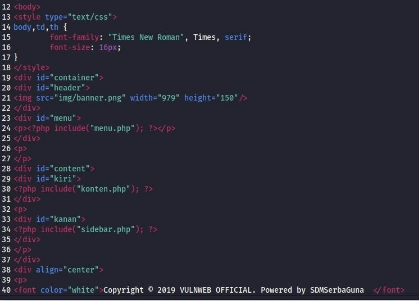 12 <body>
13 <style type="text/css">
14 body,td,th {
15 font-family: "Times New Roman", Times, serif;
16 font-size: 16px;
17 }
18 </style>
19 <div id="container">
20 <div id="header">
21 <img src="img/banner.png" width="979" height="150"/>
22 </div>
23 <div id="menu">
24 <p><?php include("menu.php"); ?></p>
25 </div>
26 <p>
27 </p>
28 <div id="content">
29 <div id="kiri">
30 <?php include("konten.php"); ?>
31 </div>
32 <p>
33 <div id="kanan">
34 <?php include("sidebar.php"); ?>
35 </div>
36 </p>
37 </div>
38 <div align="center">
39 <p>
40 <font color="white">Copyright © 2019 VULNWEB OFFICIAL. Powered by SDMSerbaGuna </font>